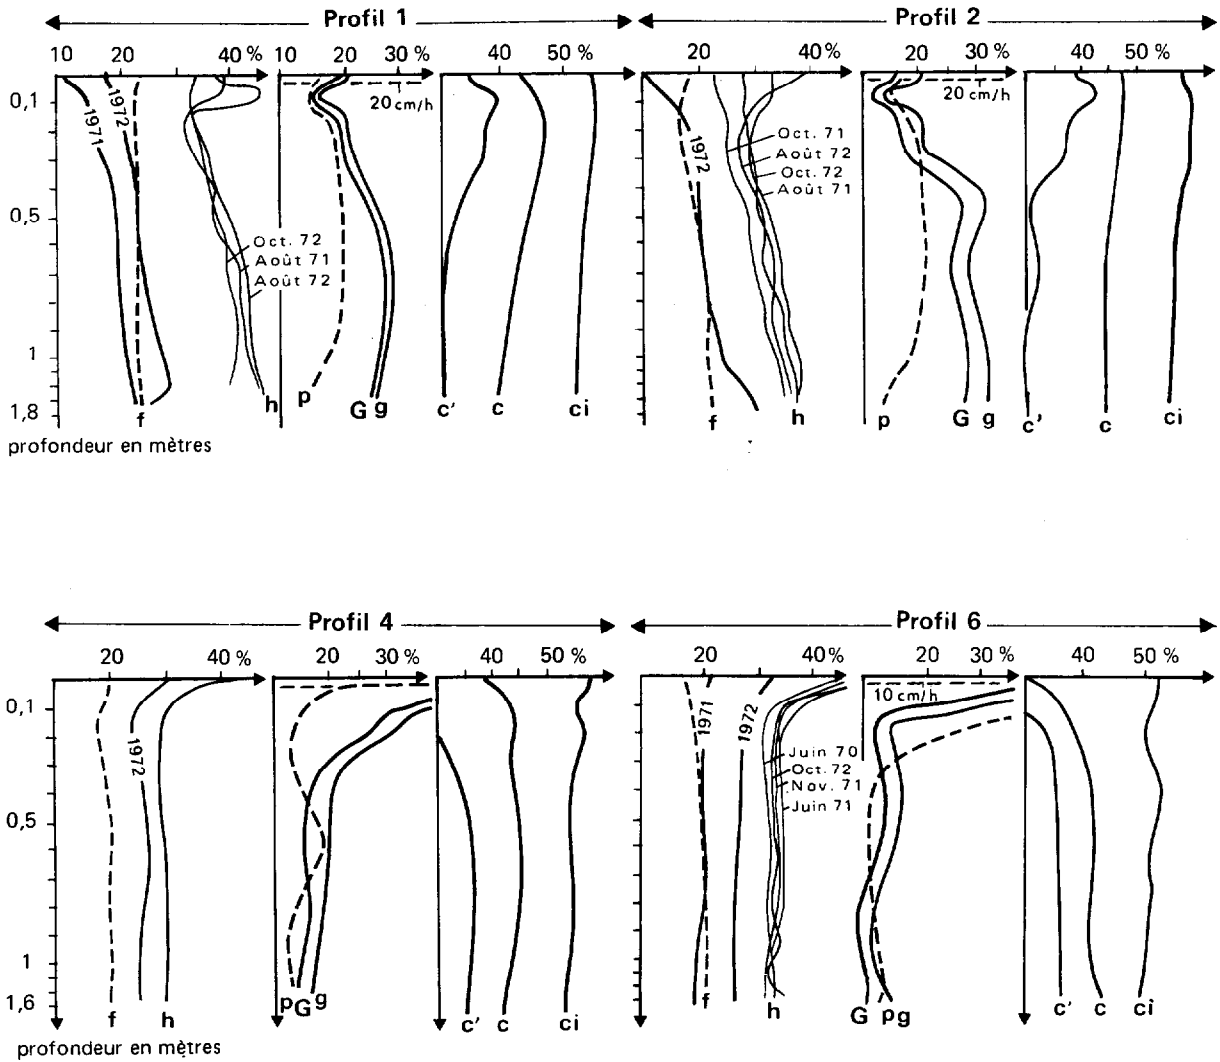 Profil 1
10 20 40 % 10 20 30 % 40 50 %
0,1
0,5
1
1,8
1971
1972
20 cm/h
Oct. 72
Août 71
Août 72
f h p G g c' c ci
profondeur en mètres
Profil 2
20 40 % 20 30 % 40 50 %
1972
20 cm/h
Oct. 71
Août 72
Oct. 72
Août 71
f h p G g c' c ci
Profil 4
20 40 % 20 30 % 40 50 %
0,1
0,5
1
1,6
1972
f h p G g c' c ci
profondeur en mètres
Profil 6
20 40 % 20 30 % 40 50 %
1971
1972
10 cm/h
Juin 70
Oct. 72
Nov. 71
Juin 71
f h G p g c' c ci